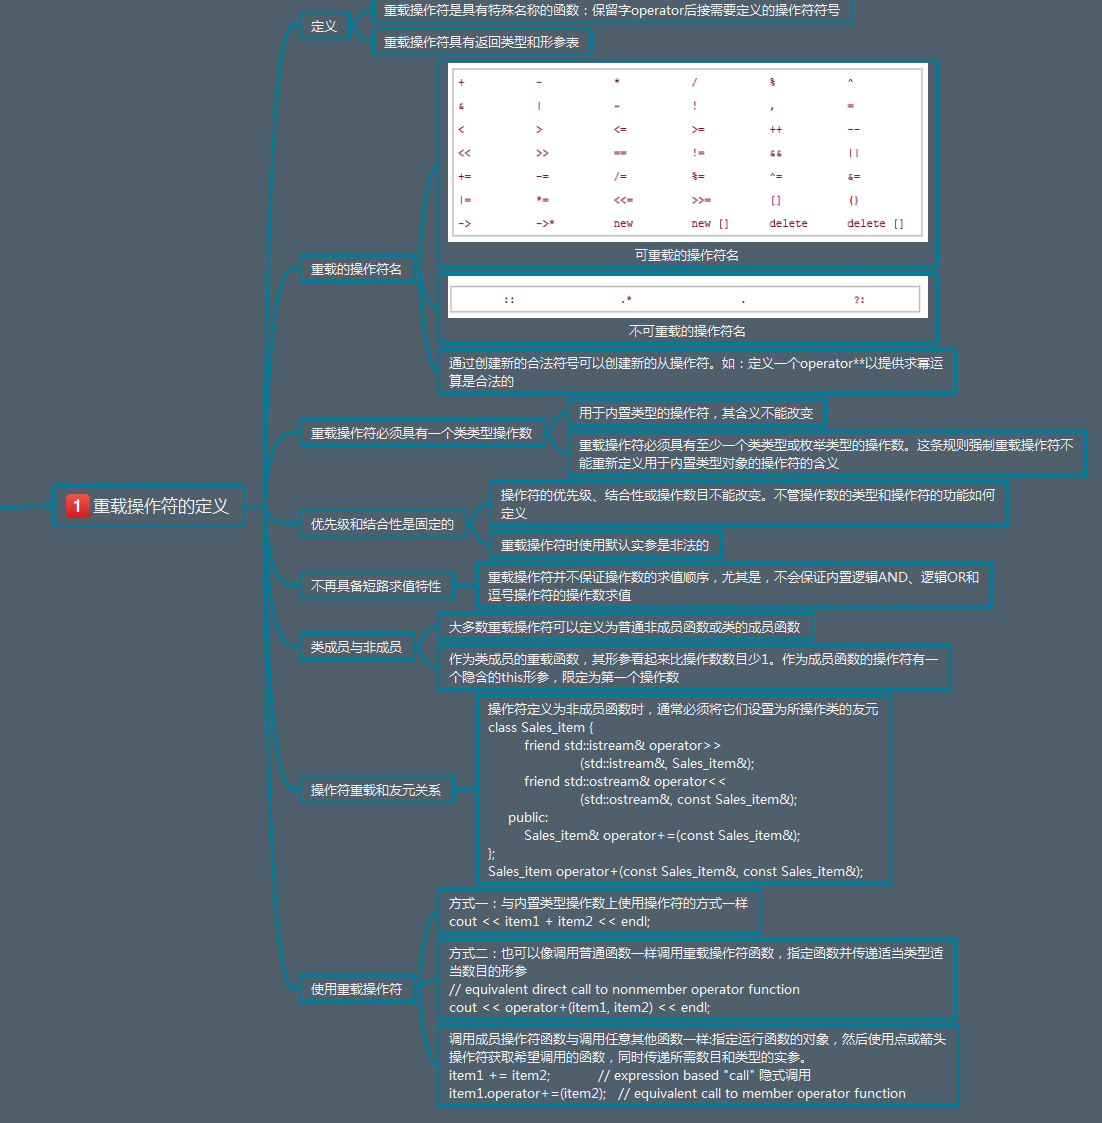 重载操作符是具有特殊名称的函数：保留字operator后接需要定义的操作符符号
定义
重载操作符具有返回类型和形参表
+ - * / % ^
& | ~ ! , =
< > <= >= ++ --
<< >> == != && ||
+= -= /= %= ^= &=
|= *= <<= >>= [] ()
-> ->* new new [] delete delete []
可重载的操作符名
重载的操作符名
:: .* . ?:
不可重载的操作符名
通过创建新的合法符号可以创建新的从操作符。如：定义一个operator**以提供求幂运
算是合法的
用于内置类型的操作符，其含义不能改变
重载操作符必须具有一个类类型操作数
重载操作符必须具有至少一个类类型或枚举类型的操作数。这条规则强制重载操作符不
能重新定义用于内置类型对象的操作符的含义
1 重载操作符的定义
操作符的优先级、结合性或操作数目不能改变。不管操作数的类型和操作符的功能如何
定义
优先级和结合性是固定的
重载操作符时使用默认实参是非法的
不再具备短路求值特性
重载操作符并不保证操作数的求值顺序，尤其是，不会保证内置逻辑AND、逻辑OR和
逗号操作符的操作数求值
大多数重载操作符可以定义为普通非成员函数或类的成员函数
类成员与非成员
作为类成员的重载函数，其形参看起来比操作数数目少1。作为成员函数的操作符有一
个隐含的this形参，限定为第一个操作数
操作符定义为非成员函数时，通常必须将它们设置为所操作类的友元
class Sales_item {
friend std::istream& operator>>
(std::istream&, Sales_item&);
friend std::ostream& operator<<
(std::ostream&, const Sales_item&);
public:
Sales_item& operator+=(const Sales_item&);
};
Sales_item operator+(const Sales_item&, const Sales_item&);
操作符重载和友元关系
方式一：与内置类型操作数上使用操作符的方式一样
cout << item1 + item2 << endl;
方式二：也可以像调用普通函数一样调用重载操作符函数，指定函数并传递适当类型适
当数目的形参
// equivalent direct call to nonmember operator function
cout << operator+(item1, item2) << endl;
使用重载操作符
调用成员操作符函数与调用任意其他函数一样:指定运行函数的对象，然后使用点或箭头
操作符获取希望调用的函数，同时传递所需数目和类型的实参。
item1 += item2; // expression based "call" 隐式调用
item1.operator+=(item2); // equivalent call to member operator function